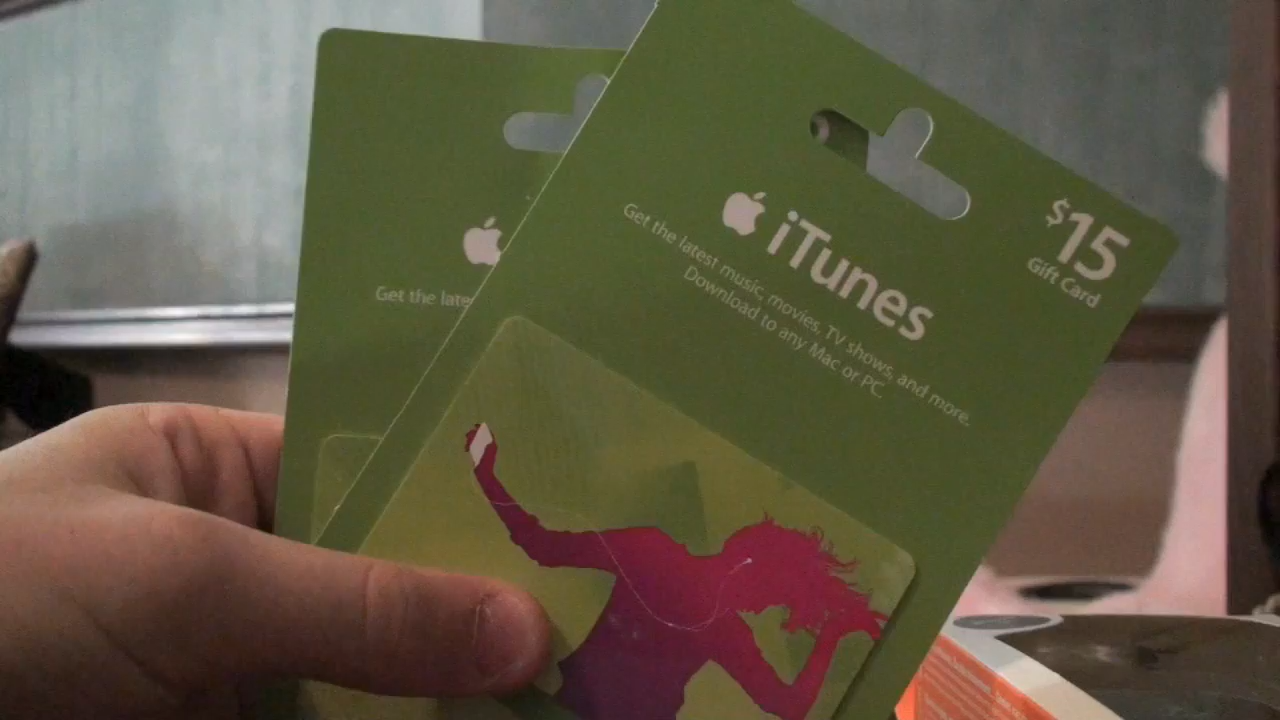 Get the late
iTunes
$15
Gift Card
Get the latest music, movies, TV shows, and more.
Download to any Mac or PC.